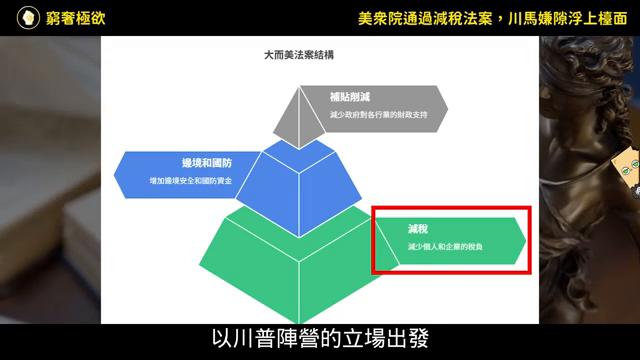 窮奢極欲
美衆院通過減稅法案，川馬嫌隙浮上檯面
大而美法案結構
補貼削減
減少政府對各行業的財政支持
邊境和國防
增加邊境安全和國防資金
減稅
減少個人和企業的稅負
以川普陣營的立場出發